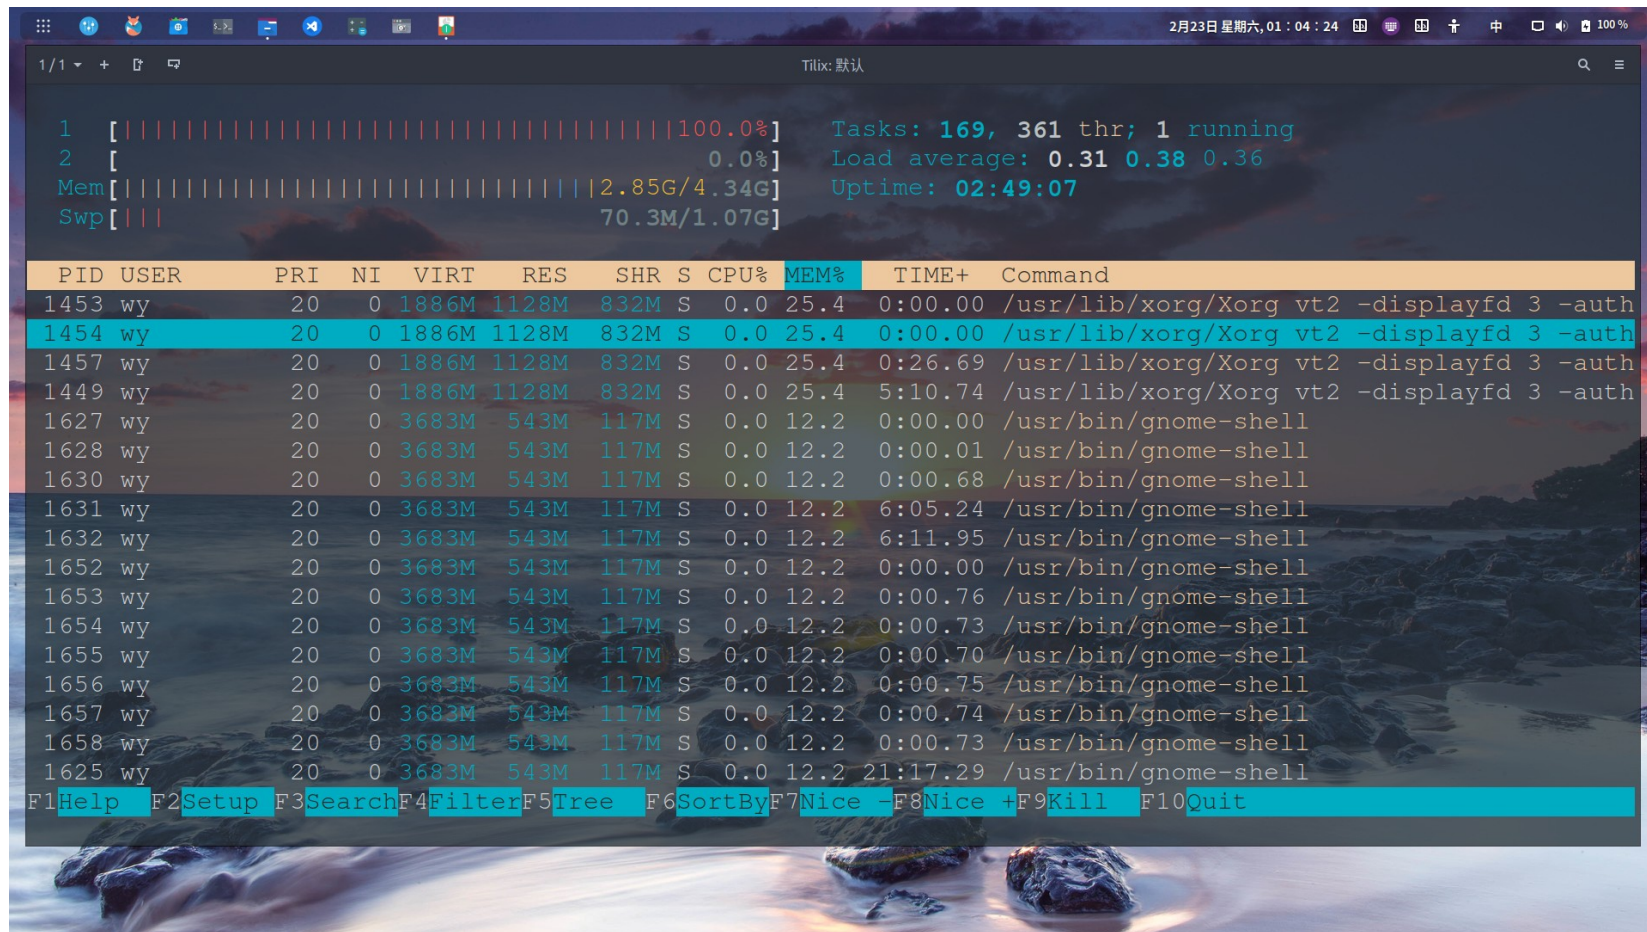 2月23日 星期六, 01：04：24 中 100 %
1 / 1 Tilix: 默认
1 [100.0%] Tasks: 169, 361 thr; 1 running
2 [0.0%] Load average: 0.31 0.38 0.36
Mem[2.85G/4.34G] Uptime: 02:49:07
Swp[70.3M/1.07G]
PID USER PRI NI VIRT RES SHR S CPU% MEM% TIME+ Command
1453 wy 20 0 1886M 1128M 832M S 0.0 25.4 0:00.00 /usr/lib/xorg/Xorg vt2 -displayfd 3 -auth
1454 wy 20 0 1886M 1128M 832M S 0.0 25.4 0:00.00 /usr/lib/xorg/Xorg vt2 -displayfd 3 -auth
1457 wy 20 0 1886M 1128M 832M S 0.0 25.4 0:26.69 /usr/lib/xorg/Xorg vt2 -displayfd 3 -auth
1449 wy 20 0 1886M 1128M 832M S 0.0 25.4 5:10.74 /usr/lib/xorg/Xorg vt2 -displayfd 3 -auth
1627 wy 20 0 3683M 543M 117M S 0.0 12.2 0:00.00 /usr/bin/gnome-shell
1628 wy 20 0 3683M 543M 117M S 0.0 12.2 0:00.01 /usr/bin/gnome-shell
1630 wy 20 0 3683M 543M 117M S 0.0 12.2 0:00.68 /usr/bin/gnome-shell
1631 wy 20 0 3683M 543M 117M S 0.0 12.2 6:05.24 /usr/bin/gnome-shell
1632 wy 20 0 3683M 543M 117M S 0.0 12.2 6:11.95 /usr/bin/gnome-shell
1652 wy 20 0 3683M 543M 117M S 0.0 12.2 0:00.00 /usr/bin/gnome-shell
1653 wy 20 0 3683M 543M 117M S 0.0 12.2 0:00.76 /usr/bin/gnome-shell
1654 wy 20 0 3683M 543M 117M S 0.0 12.2 0:00.73 /usr/bin/gnome-shell
1655 wy 20 0 3683M 543M 117M S 0.0 12.2 0:00.70 /usr/bin/gnome-shell
1656 wy 20 0 3683M 543M 117M S 0.0 12.2 0:00.75 /usr/bin/gnome-shell
1657 wy 20 0 3683M 543M 117M S 0.0 12.2 0:00.74 /usr/bin/gnome-shell
1658 wy 20 0 3683M 543M 117M S 0.0 12.2 0:00.73 /usr/bin/gnome-shell
1625 wy 20 0 3683M 543M 117M S 0.0 12.2 21:17.29 /usr/bin/gnome-shell
F1Help F2Setup F3SearchF4FilterF5Tree F6SortByF7Nice -F8Nice +F9Kill F10Quit